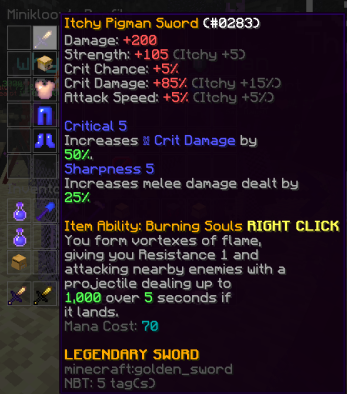 Itchy Pigman Sword (#0283)
Damage: +200
Strength: +105 (Itchy +5)
Crit Chance: +5%
Crit Damage: +85% (Itchy +15%)
Attack Speed: +5% (Itchy +5%)
Critical 5
Increases Crit Damage by
50%.
Sharpness 5
Increases melee damage dealt by
25%
Item Ability: Burning Souls RIGHT CLICK
You form vortexes of flame,
giving you Resistance 1 and
attacking nearby enemies with a
projectile dealing up to
1,000 over 5 seconds if
it lands.
Mana Cost: 70
LEGENDARY SWORD
minecraft:golden_sword
NBT: 5 tag(s)